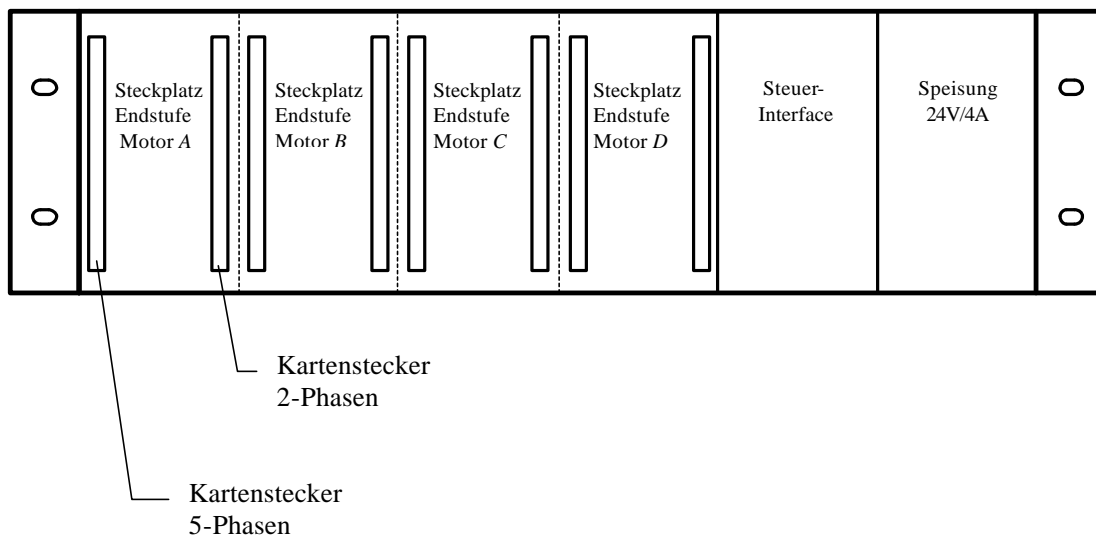 Steckplatz
Endstufe
Motor A
Steckplatz
Endstufe
Motor B
Steckplatz
Endstufe
Motor C
Steckplatz
Endstufe
Motor D
Steuer-
Interface
Speisung
24V/4A
Kartenstecker
2-Phasen
Kartenstecker
5-Phasen